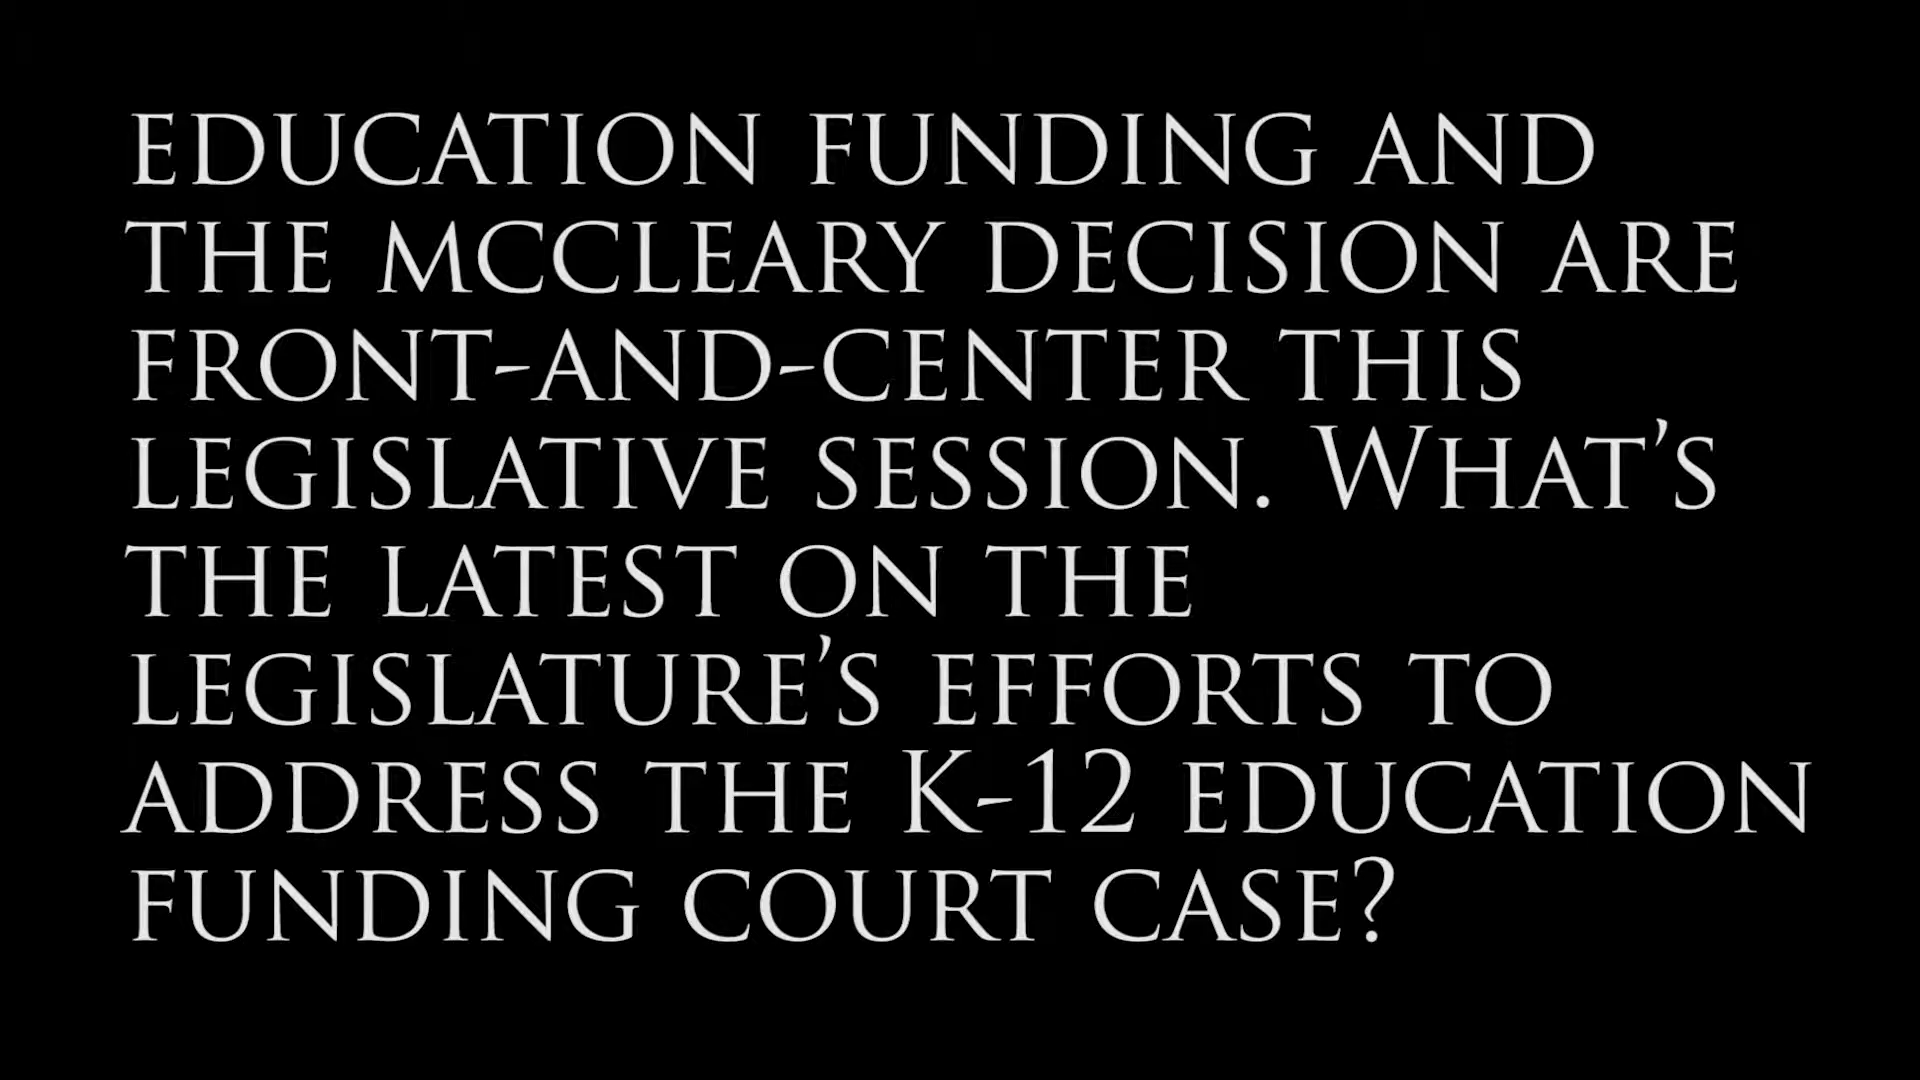 EDUCATION FUNDING AND
THE MCCLEARY DECISION ARE
FRONT-AND-CENTER THIS
LEGISLATIVE SESSION. WHAT'S
THE LATEST ON THE
LEGISLATURE'S EFFORTS TO
ADDRESS THE K-12 EDUCATION
FUNDING COURT CASE?